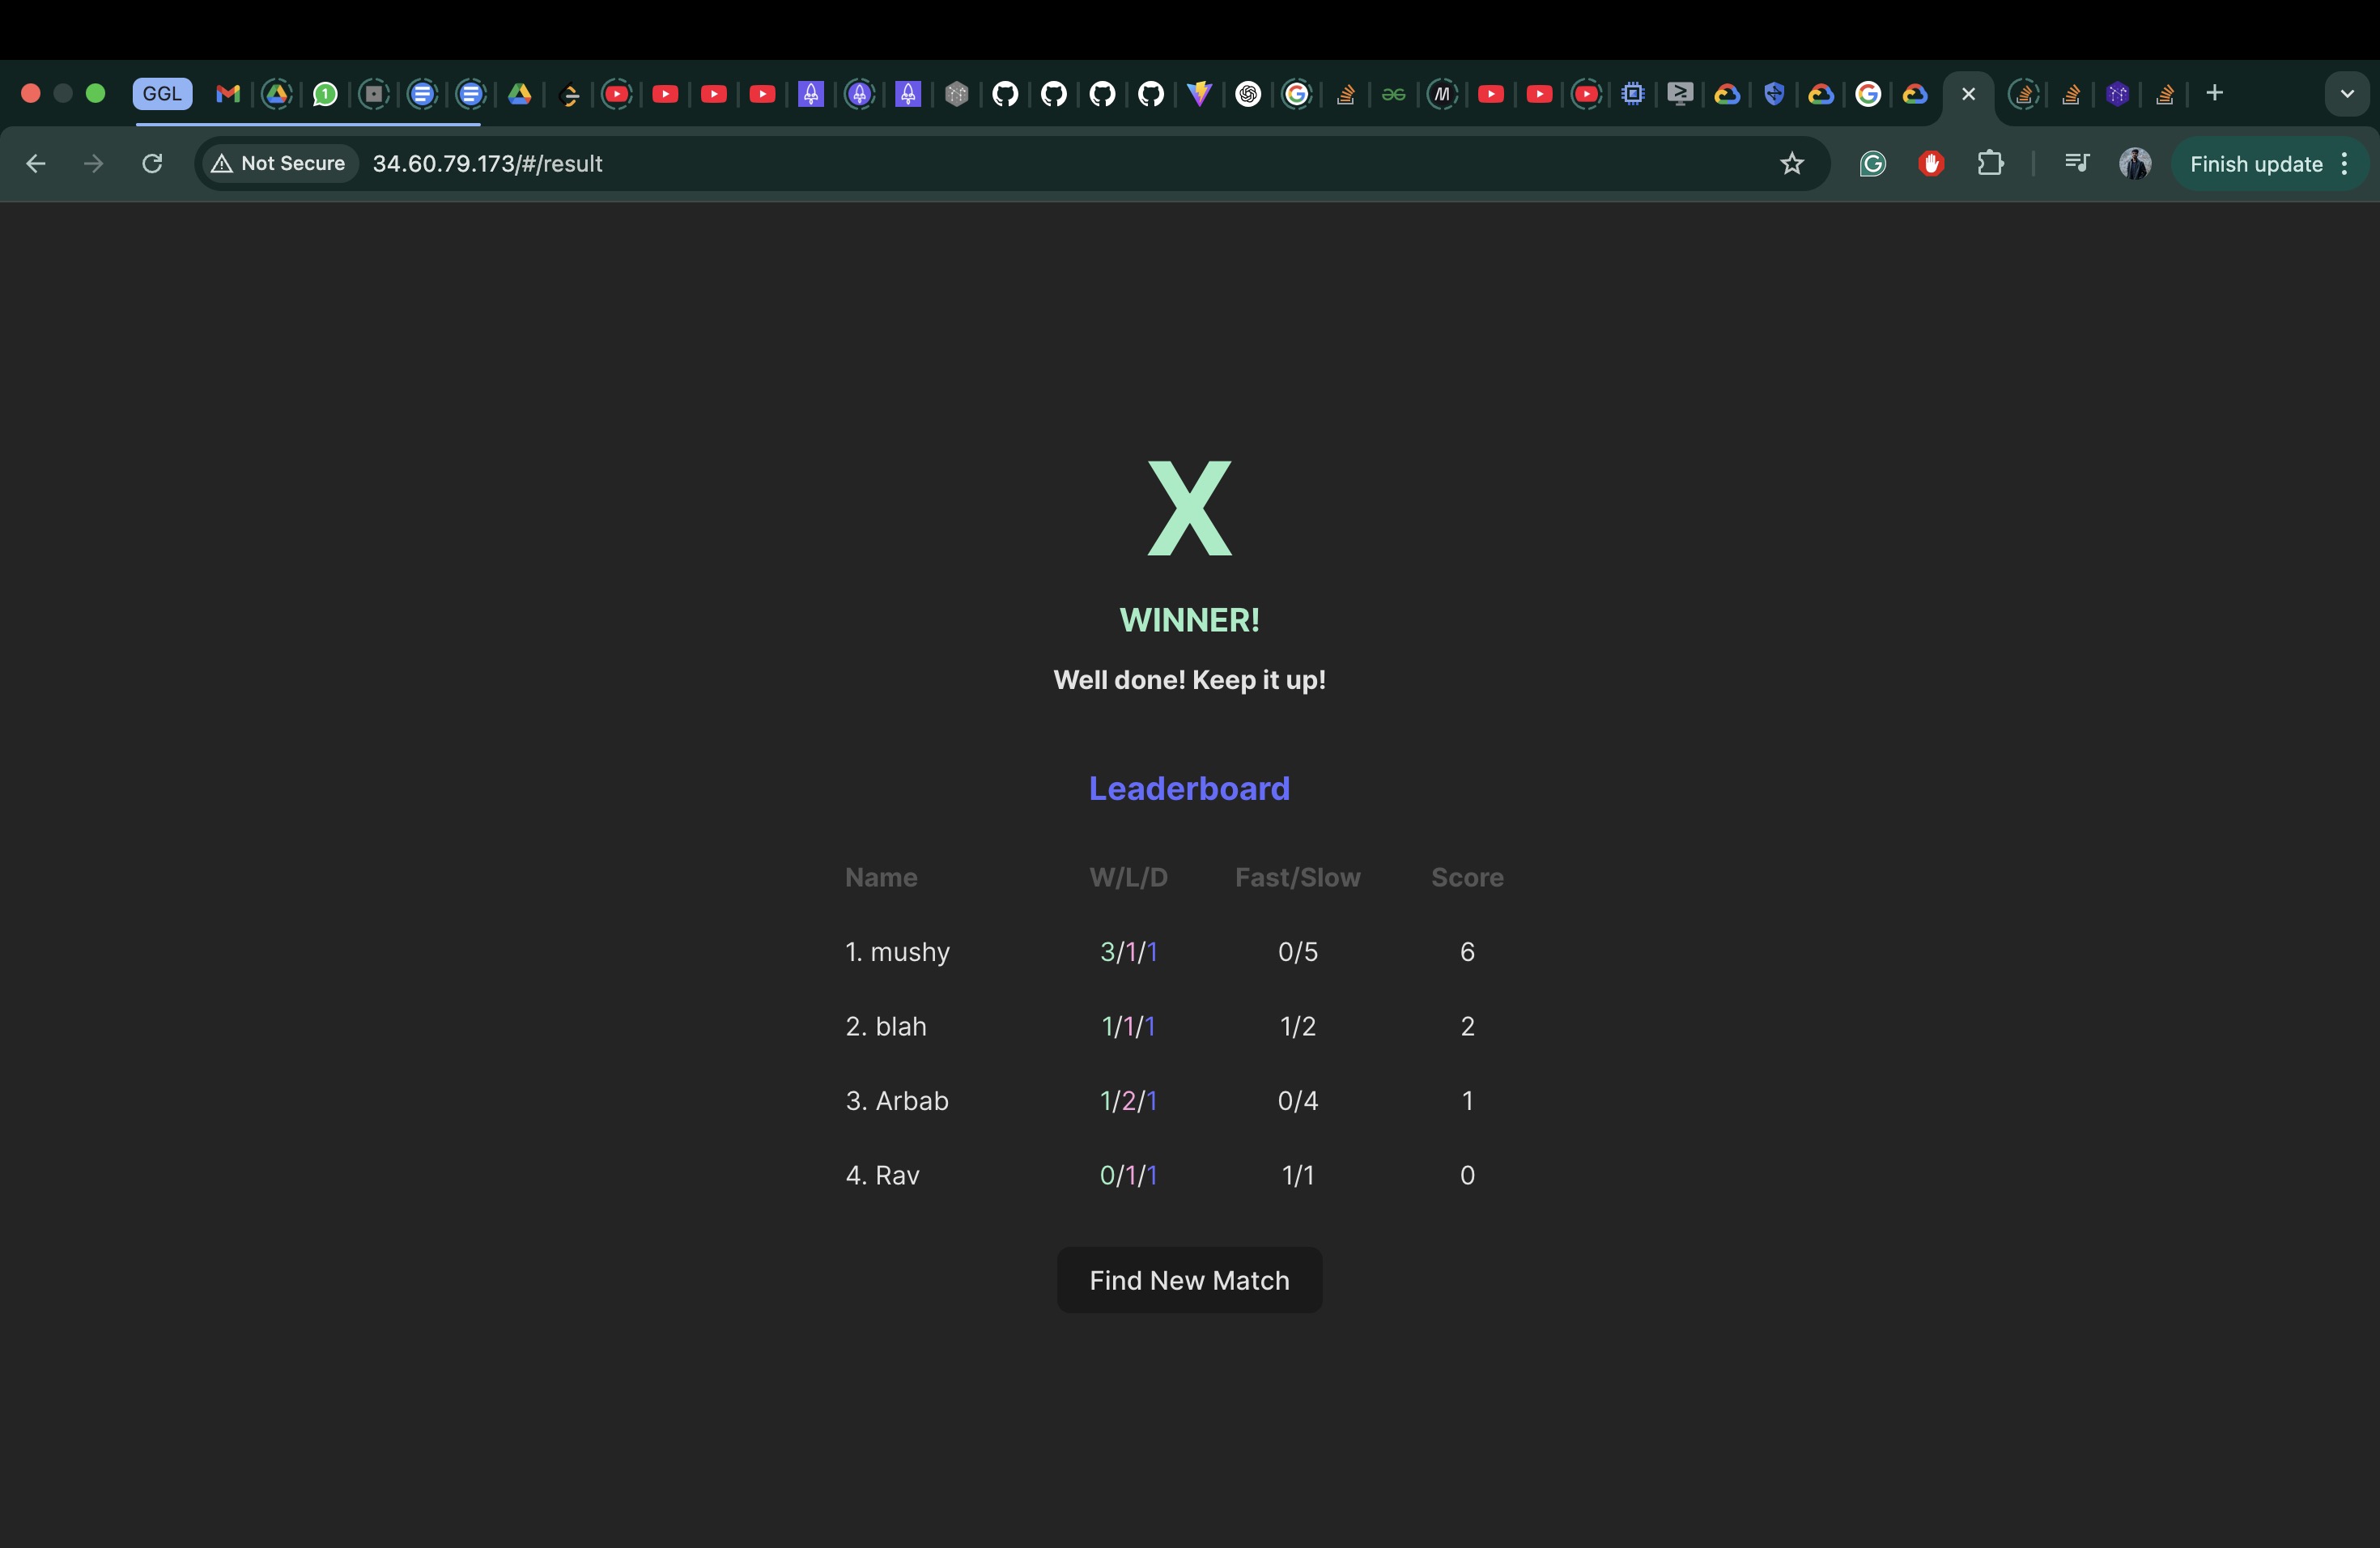 GGL
Not Secure 34.60.79.173/#/result Finish update
X
WINNER!
Well done! Keep it up!
Leaderboard
Name W/L/D Fast/Slow Score
1. mushy 3/1/1 0/5 6
2. blah 1/1/1 1/2 2
3. Arbab 1/2/1 0/4 1
4. Rav 0/1/1 1/1 0
Find New Match